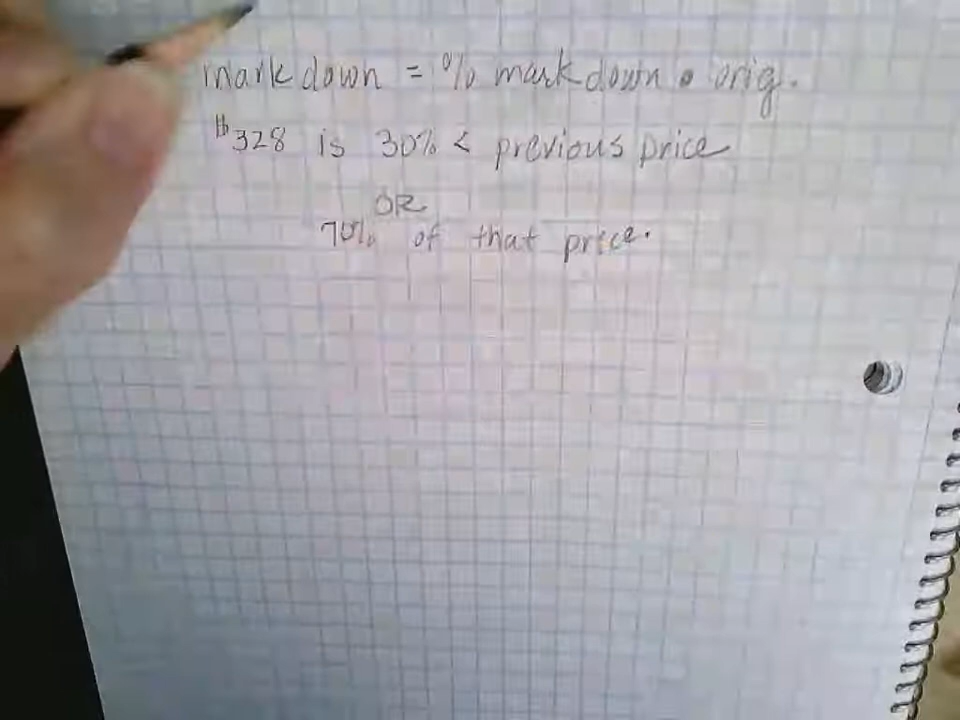 markdown = % markdown • orig.
$328 is 30% < previous price
OR
70% of that price.